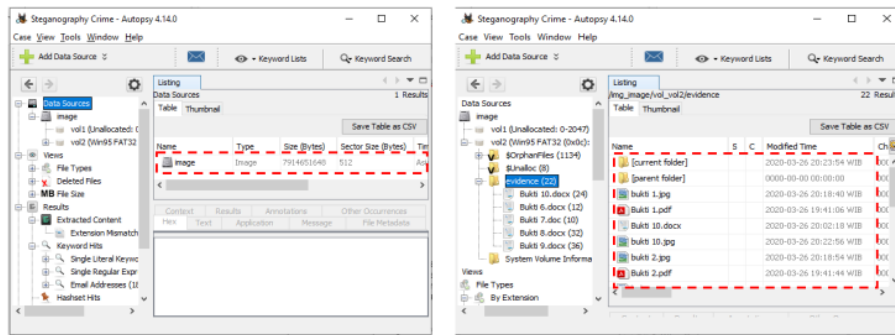 Steganography Crime - Autopsy 4.14.0
Case View Tools Window Help
Add Data Source
Keyword Lists
Keyword Search
Data Sources
image
vol1 (Unallocated: 0
vol2 (Win95 FAT32
Views
File Types
Deleted Files
MB File Size
Results
Extracted Content
Extension Mismatch
Keyword Hits
Single Literal Keywo
Single Regular Expr
Email Addresses (18
Hashset Hits
Listing
Data Sources
1 Results
Table Thumbnail
Save Table as CSV
Name Type Size (Bytes) Sector Size (Bytes) Tim
image Image 7914651648 512 Asi
Context Results Annotations Other Occurrences
Hex Text Application Message File Metadata
Steganography Crime - Autopsy 4.14.0
Case View Tools Window Help
Add Data Source
Keyword Lists
Keyword Search
Data Sources
image
vol1 (Unallocated: 0-2047)
vol2 (Win95 FAT32 (0x0c):
$OrphanFiles (1134)
$Unalloc (8)
evidence (22)
Bukti 10.docx (24)
Bukti 6.docx (12)
Bukti 7.doc (10)
Bukti 8.docx (32)
Bukti 9.docx (36)
System Volume Informa
Views
File Types
By Extension
Listing
/img_image/vol_vol2/evidence
22 Resul
Table Thumbnail
Save Table as CSV
Name S C Modified Time Ch
[current folder] 2020-03-26 20:23:54 WIB
[parent folder] 0000-00-00 00:00:00
bukti 1.jpg 2020-03-26 20:18:40 WIB
Bukti 1.pdf 2020-03-26 19:41:06 WIB
Bukti 10.docx 2020-03-26 20:02:18 WIB
bukti 10.jpg 2020-03-26 20:22:56 WIB
bukti 2.jpg 2020-03-26 20:18:54 WIB
Bukti 2.pdf 2020-03-26 19:41:44 WIB